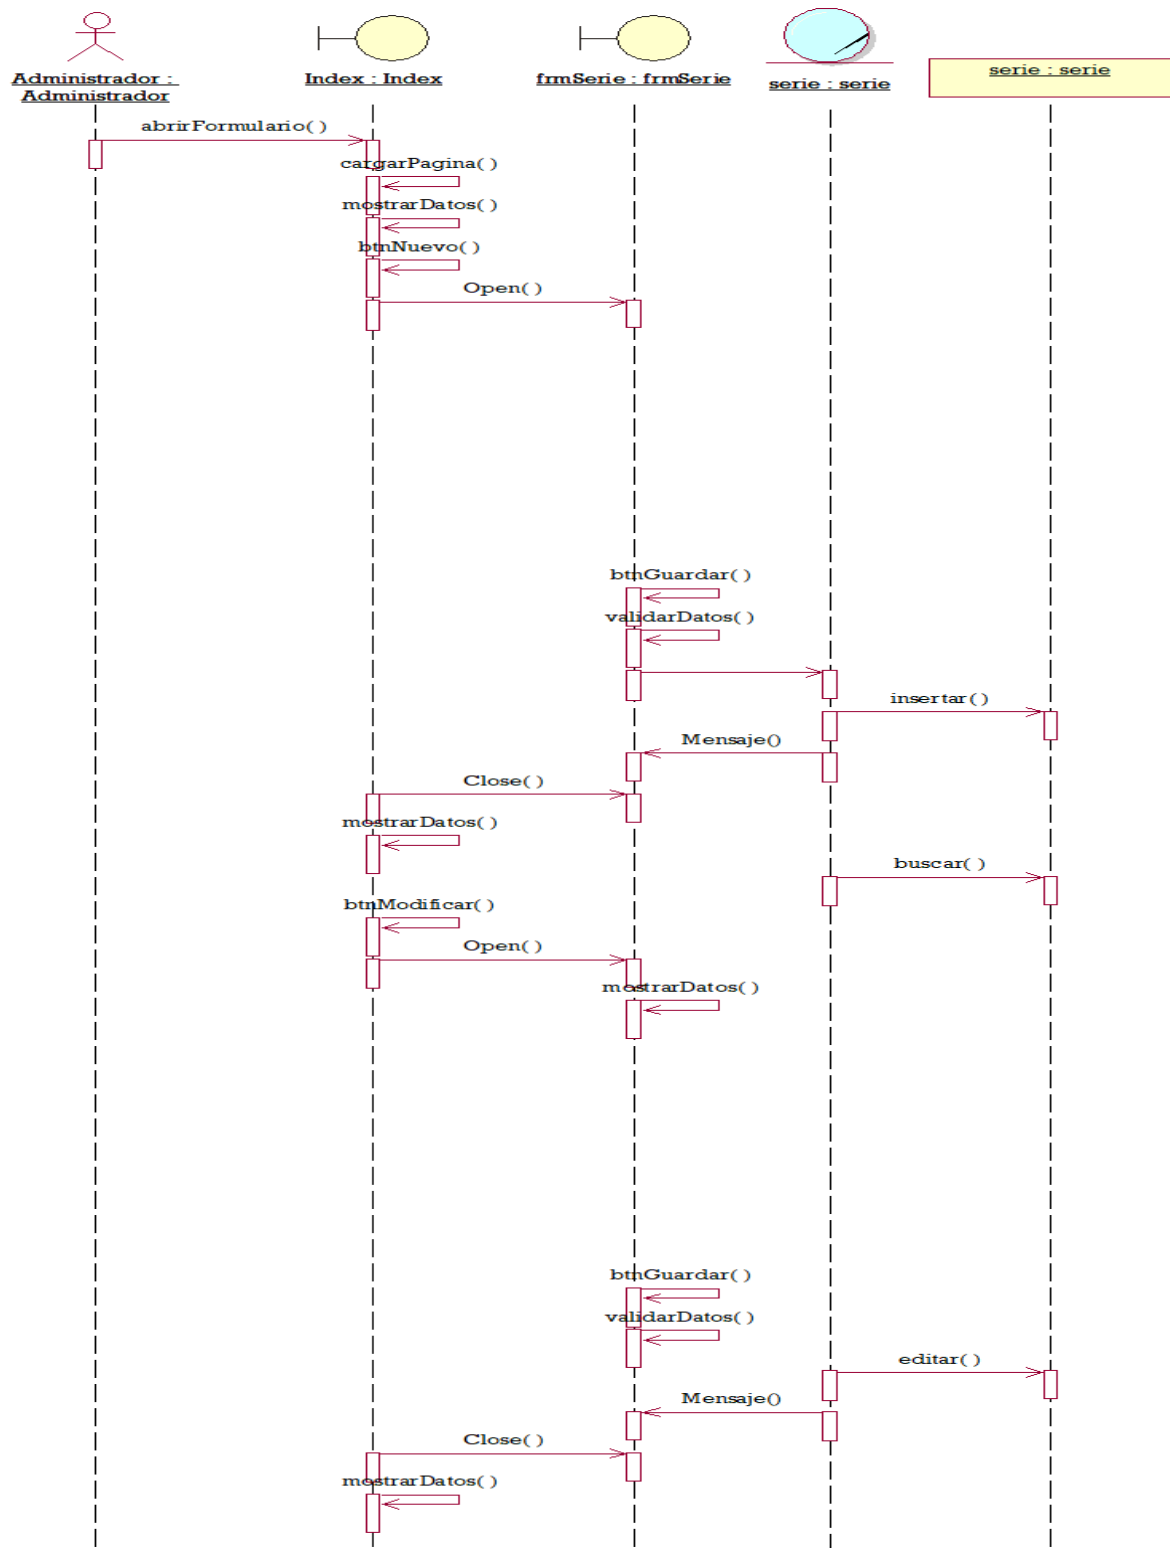 Administrador :
Administrador
Index : Index
frmSerie : frmSerie
serie : serie
serie : serie
abrirFormulario( )
cargarPagina( )
mostrarDatos( )
btnNuevo( )
Open( )
btnGuardar( )
validarDatos( )
insertar( )
Mensaje()
Close( )
mostrarDatos( )
buscar( )
btnModificar( )
Open( )
mostrarDatos( )
btnGuardar( )
validarDatos( )
editar( )
Mensaje()
Close( )
mostrarDatos( )